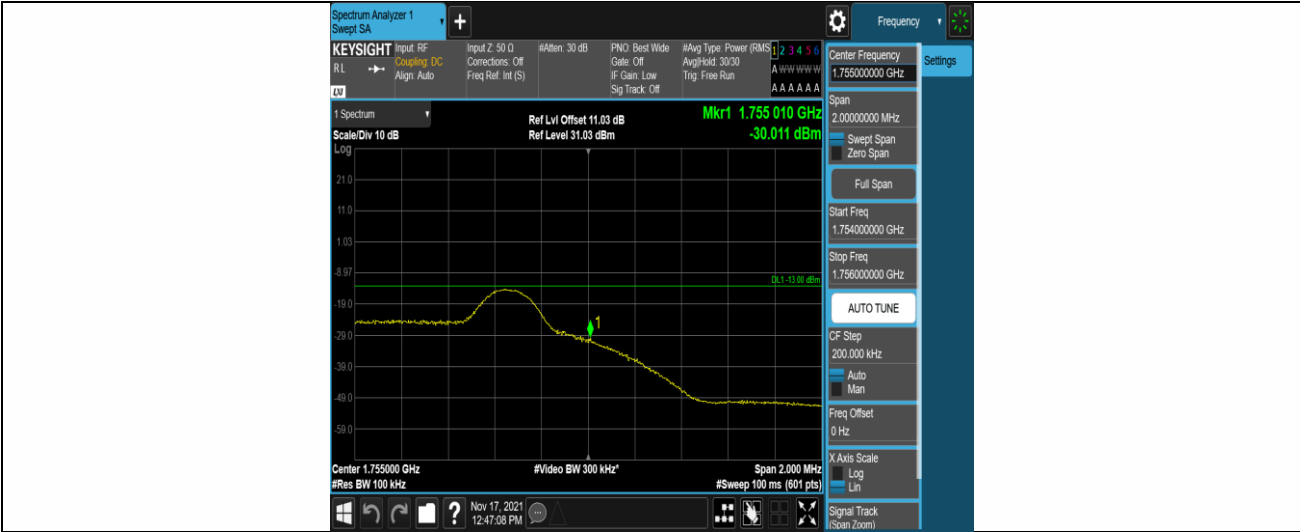 Spectrum Analyzer 1
Swept SA
+
Frequency
KEYSIGHT
R L
LXI
Input: RF
Coupling: DC
Align: Auto
Input Z: 50 Ω
Corrections: Off
Freq Ref: Int (S)
#Atten: 30 dB
PNO: Best Wide
Gate: Off
IF Gain: Low
Sig Track: Off
#Avg Type: Power (RMS
Avg|Hold: 30/30
Trig: Free Run
1 2 3 4 5 6
A W W W W W
A A A A A A
Center Frequency
1.755000000 GHz
Settings
1 Spectrum
Scale/Div 10 dB
Log
Ref Lvl Offset 11.03 dB
Ref Level 31.03 dBm
Mkr1 1.755 010 GHz
-30.011 dBm
21.0
11.0
1.03
-8.97
-19.0
-29.0
-39.0
-49.0
-59.0
DL1 -13.00 dBm
1
Center 1.755000 GHz
#Res BW 100 kHz
#Video BW 300 kHz*
Span 2.000 MHz
#Sweep 100 ms (601 pts)
Span
2.00000000 MHz
Swept Span
Zero Span
Full Span
Start Freq
1.754000000 GHz
Stop Freq
1.756000000 GHz
AUTO TUNE
CF Step
200.000 kHz
Auto
Man
Freq Offset
0 Hz
X Axis Scale
Log
Lin
Signal Track
(Span Zoom)
?
Nov 17, 2021
12:47:08 PM